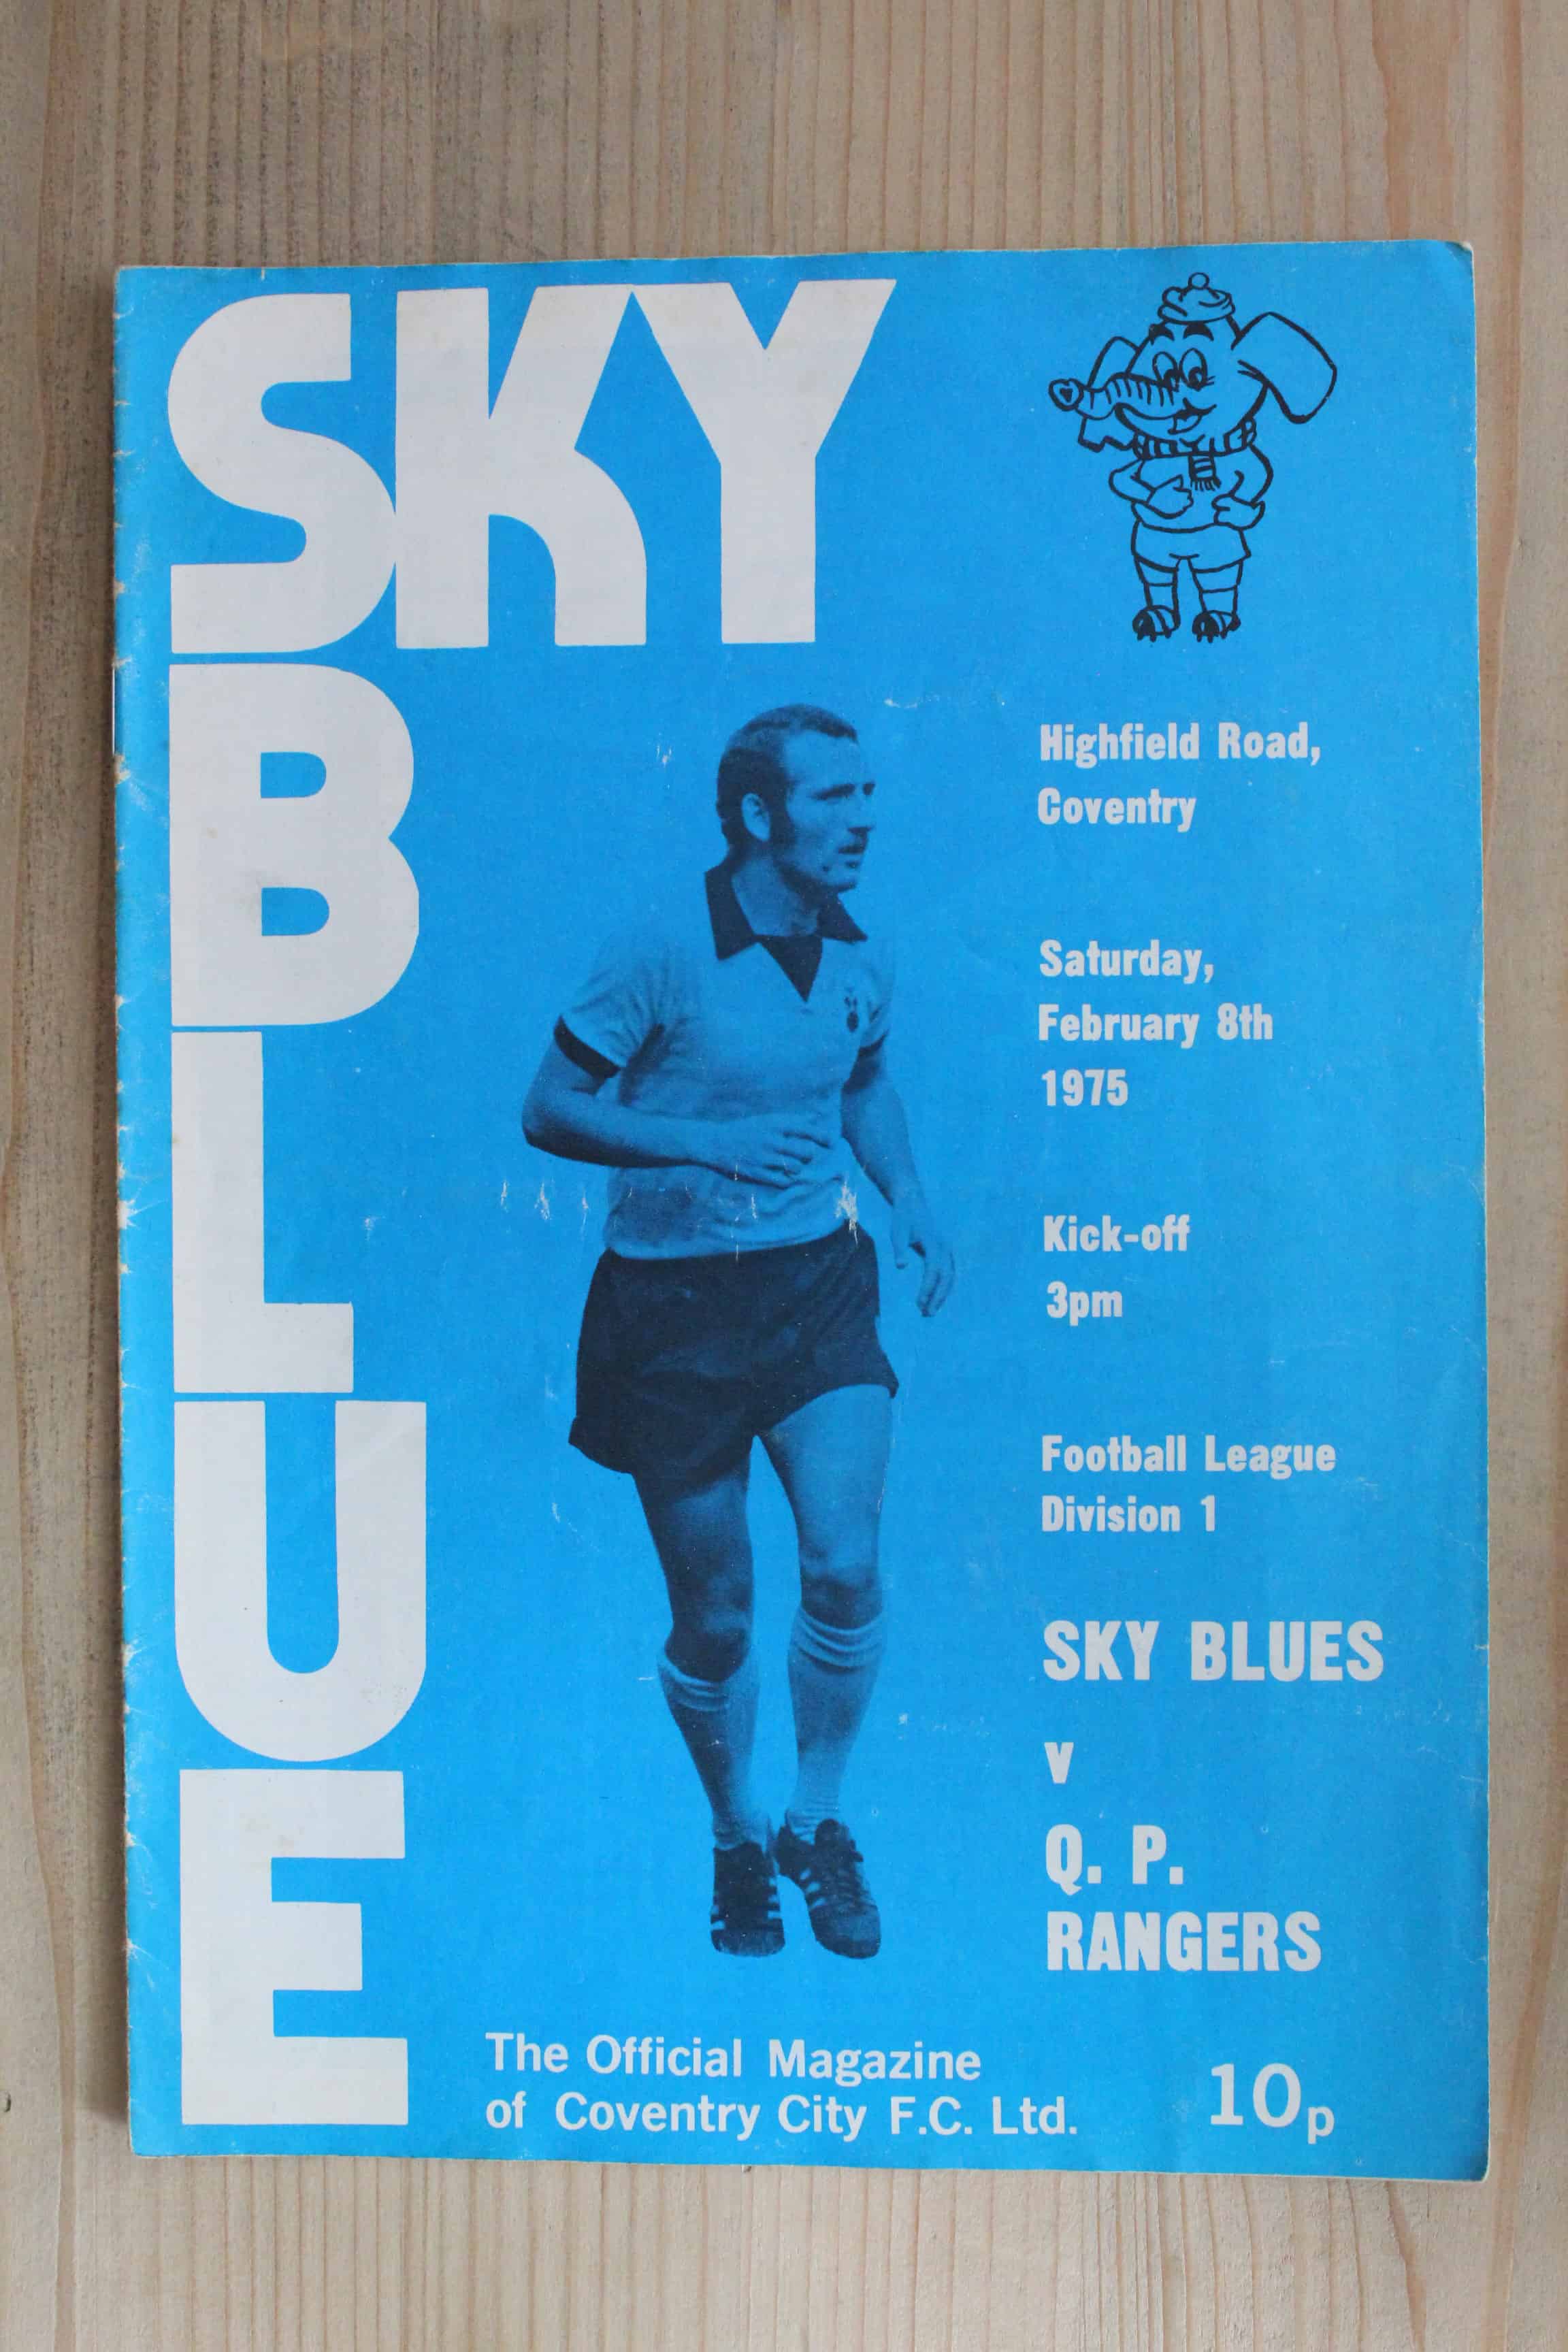 SKY
BLUE
Highfield Road,
Coventry
Saturday,
February 8th
1975
Kick-off
3pm
Football League
Division 1
SKY BLUES
v
Q. P.
RANGERS
The Official Magazine
of Coventry City F.C. Ltd.
10p